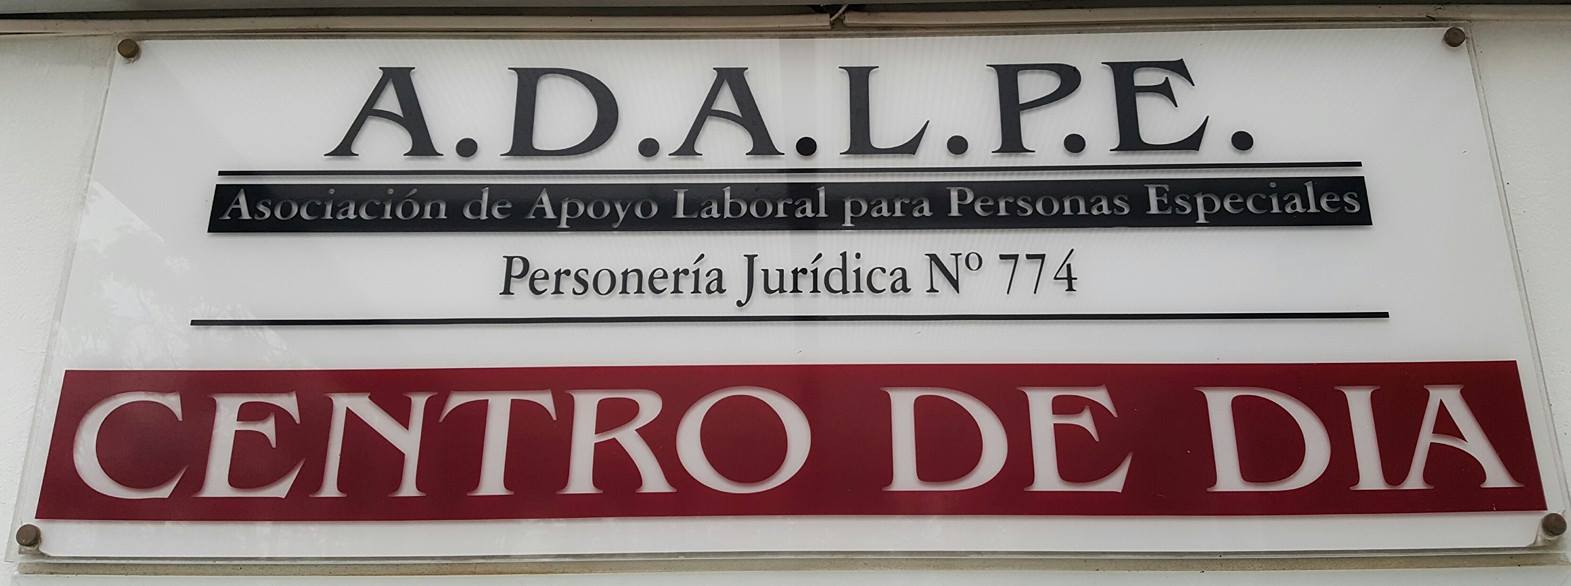 A.D.A.L.P.E.
Asociación de Apoyo Laboral para Personas Especiales
Personería Jurídica Nº 774
CENTRO DE DIA